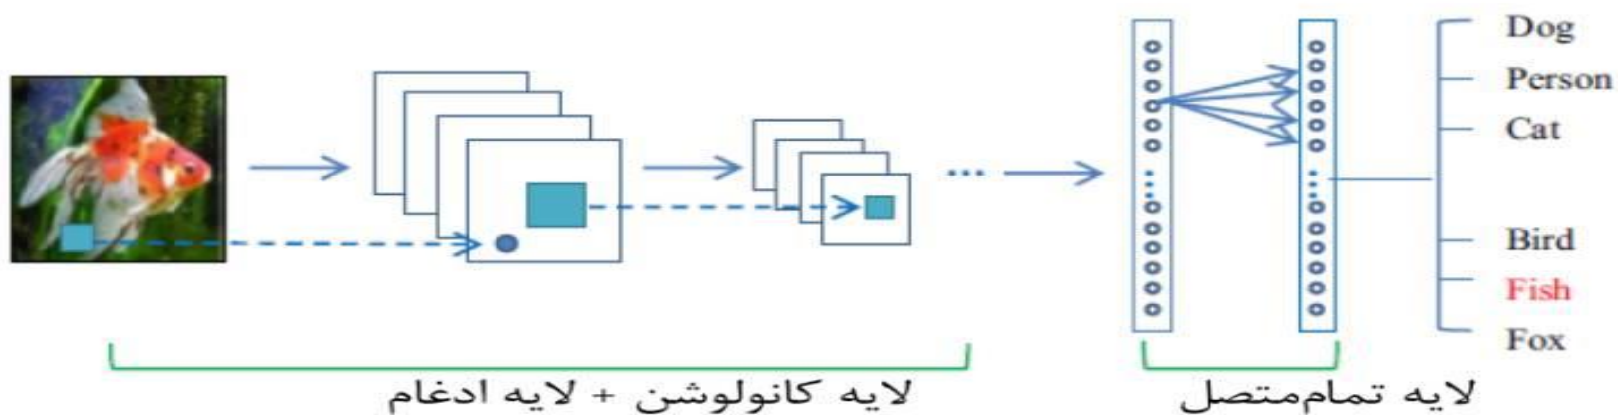 Dog
Person
Cat
Bird
Fish
Fox
لایه کانولوشن + لایه ادغام
لایه تمام‌متصل